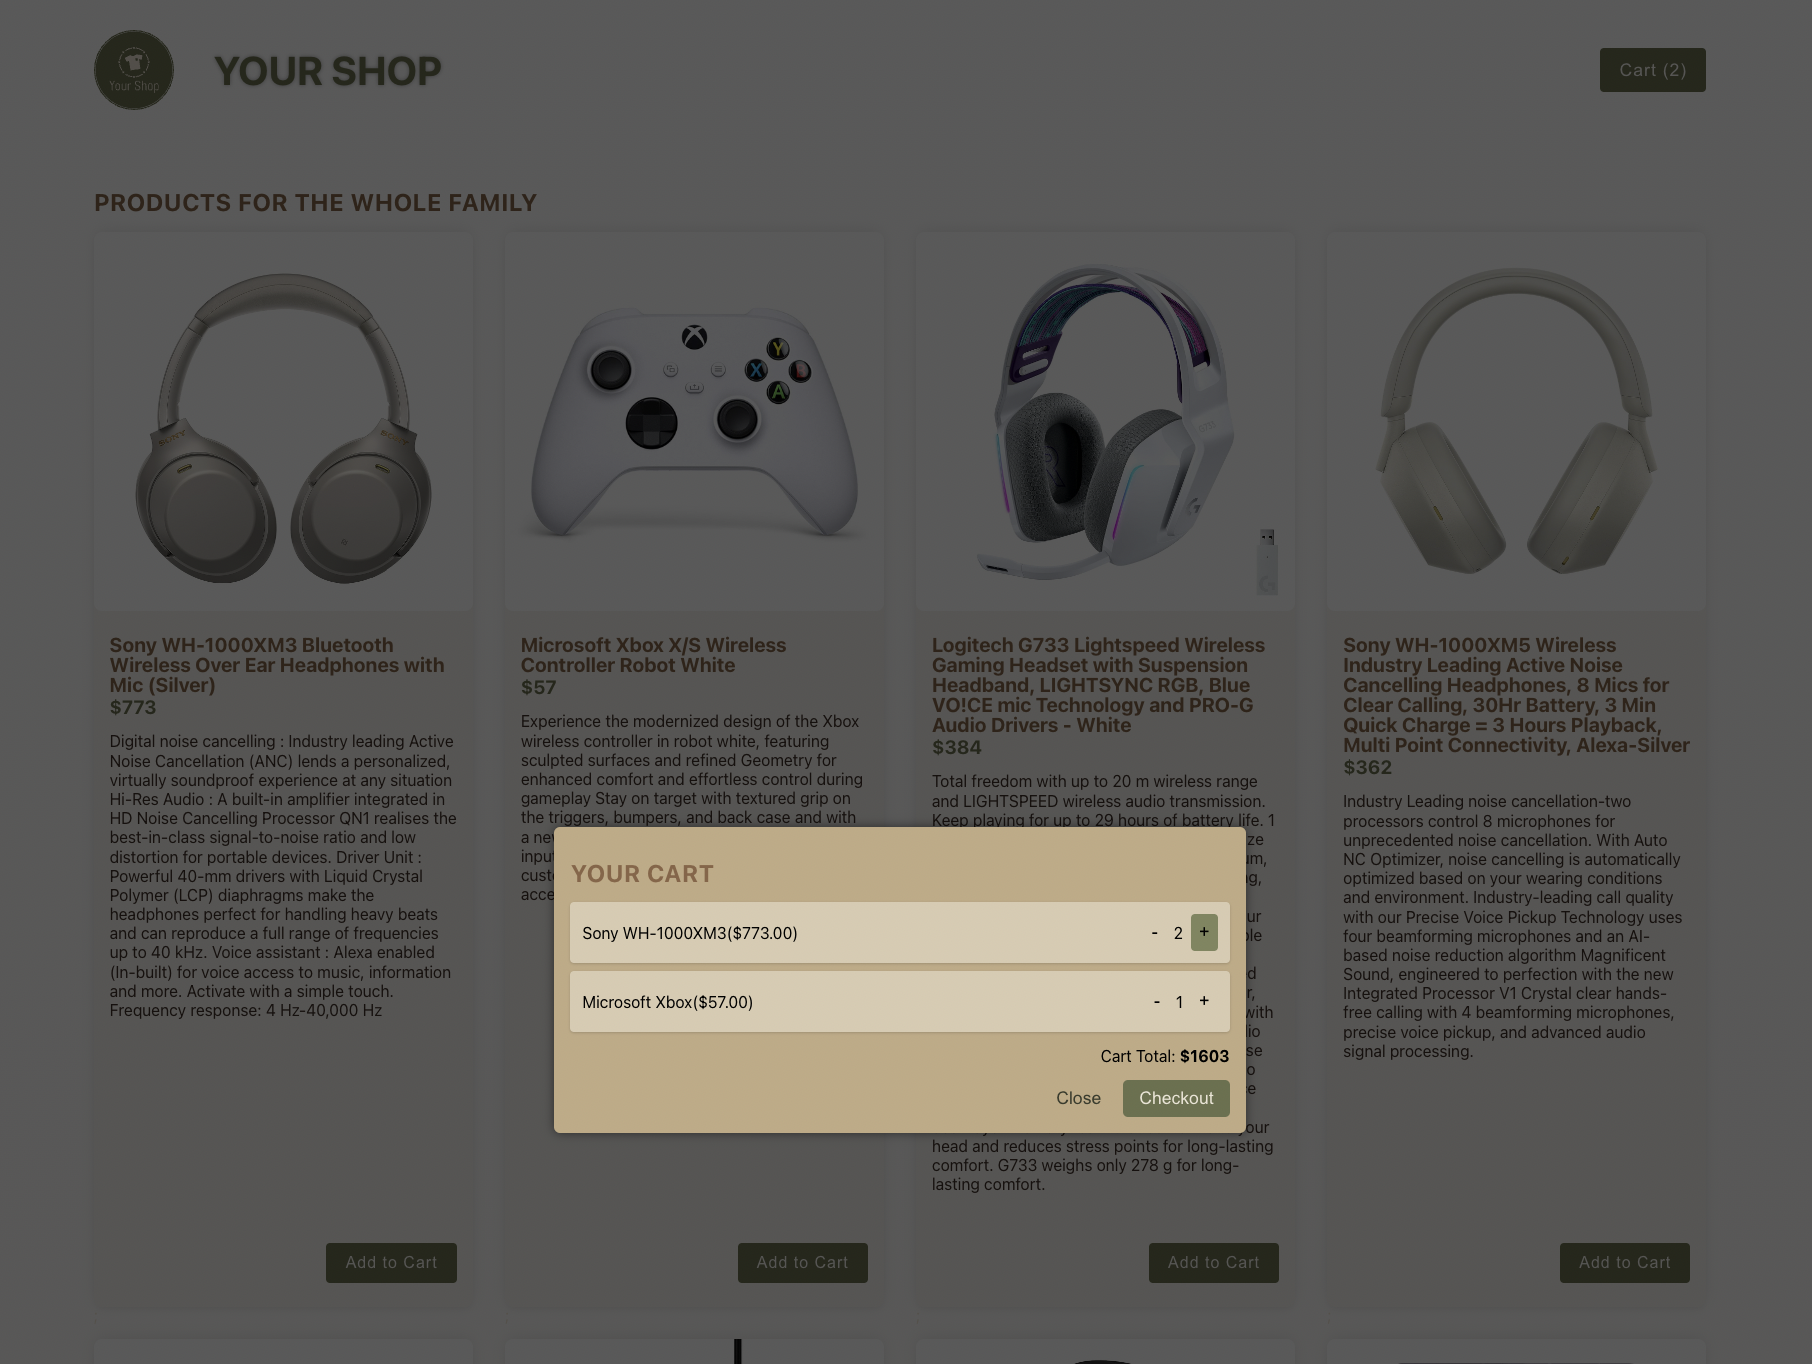 Your Shop
YOUR SHOP
Cart (2)
PRODUCTS FOR THE WHOLE FAMILY
SONY
SONY
Y
X
B
A
G733
G
Sony WH-1000XM3 Bluetooth
Wireless Over Ear Headphones with
Mic (Silver)
$773
Digital noise cancelling : Industry leading Active
Noise Cancellation (ANC) lends a personalized,
virtually soundproof experience at any situation
Hi-Res Audio : A built-in amplifier integrated in
HD Noise Cancelling Processor QN1 realises the
best-in-class signal-to-noise ratio and low
distortion for portable devices. Driver Unit :
Powerful 40-mm drivers with Liquid Crystal
Polymer (LCP) diaphragms make the
headphones perfect for handling heavy beats
and can reproduce a full range of frequencies
up to 40 kHz. Voice assistant : Alexa enabled
(In-built) for voice access to music, information
and more. Activate with a simple touch.
Frequency response: 4 Hz-40,000 Hz
Add to Cart
Microsoft Xbox X/S Wireless
Controller Robot White
$57
Experience the modernized design of the Xbox
wireless controller in robot white, featuring
sculpted surfaces and refined Geometry for
enhanced comfort and effortless control during
gameplay Stay on target with textured grip on
the triggers, bumpers, and back case and with
a
Add to Cart
Logitech G733 Lightspeed Wireless
Gaming Headset with Suspension
Headband, LIGHTSYNC RGB, Blue
VO!CE mic Technology and PRO-G
Audio Drivers - White
$384
Total freedom with up to 20 m wireless range
and LIGHTSPEED wireless audio transmission.
Keep playing for up to 29 hours of battery life. 1
head and reduces stress points for long-lasting
comfort. G733 weighs only 278 g for long-
lasting comfort.
Add to Cart
Sony WH-1000XM5 Wireless
Industry Leading Active Noise
Cancelling Headphones, 8 Mics for
Clear Calling, 30Hr Battery, 3 Min
Quick Charge = 3 Hours Playback,
Multi Point Connectivity, Alexa-Silver
$362
Industry Leading noise cancellation-two
processors control 8 microphones for
unprecedented noise cancellation. With Auto
NC Optimizer, noise cancelling is automatically
optimized based on your wearing conditions
and environment. Industry-leading call quality
with our Precise Voice Pickup Technology uses
four beamforming microphones and an AI-
based noise reduction algorithm Magnificent
Sound, engineered to perfection with the new
Integrated Processor V1 Crystal clear hands-
free calling with 4 beamforming microphones,
precise voice pickup, and advanced audio
signal processing.
Add to Cart
YOUR CART
Sony WH-1000XM3($773.00)
- 2 +
Microsoft Xbox($57.00)
- 1 +
Cart Total: $1603
Close
Checkout